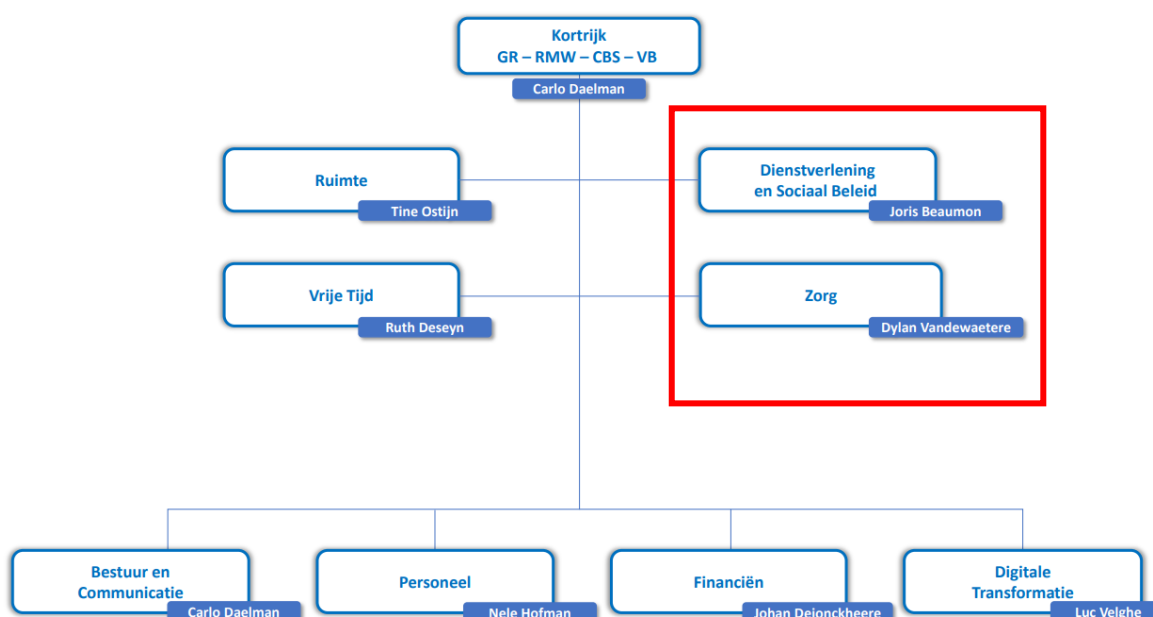 Kortrijk
GR – RMW – CBS – VB
Carlo Daelman
Ruimte
Tine Ostijn
Dienstverlening
en Sociaal Beleid
Joris Beaumon
Vrije Tijd
Ruth Deseyn
Zorg
Dylan Vandewaetere
Bestuur en
Communicatie
Carlo Daelman
Personeel
Nele Hofman
Financiën
Johan Dejonckheere
Digitale
Transformatie
Luc Velghe